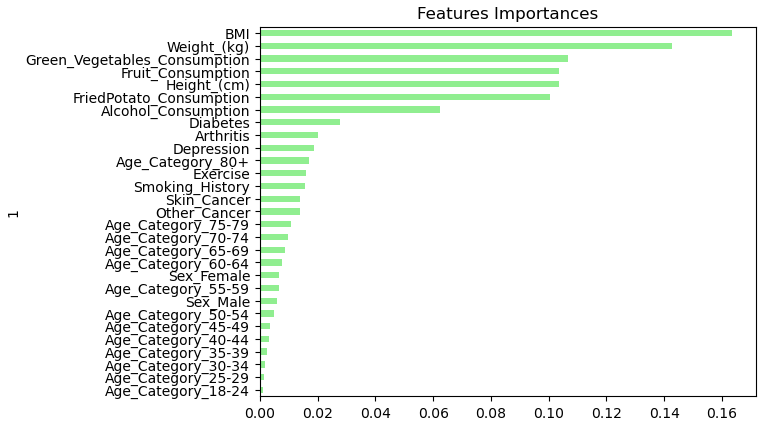 Features Importances
BMI
Weight_(kg)
Green_Vegetables_Consumption
Fruit_Consumption
Height_(cm)
FriedPotato_Consumption
Alcohol_Consumption
Diabetes
Arthritis
Depression
Age_Category_80+
Exercise
Smoking_History
Skin_Cancer
Other_Cancer
Age_Category_75-79
Age_Category_70-74
Age_Category_65-69
Age_Category_60-64
Sex_Female
Age_Category_55-59
Sex_Male
Age_Category_50-54
Age_Category_45-49
Age_Category_40-44
Age_Category_35-39
Age_Category_30-34
Age_Category_25-29
Age_Category_18-24
1
0.00 0.02 0.04 0.06 0.08 0.10 0.12 0.14 0.16